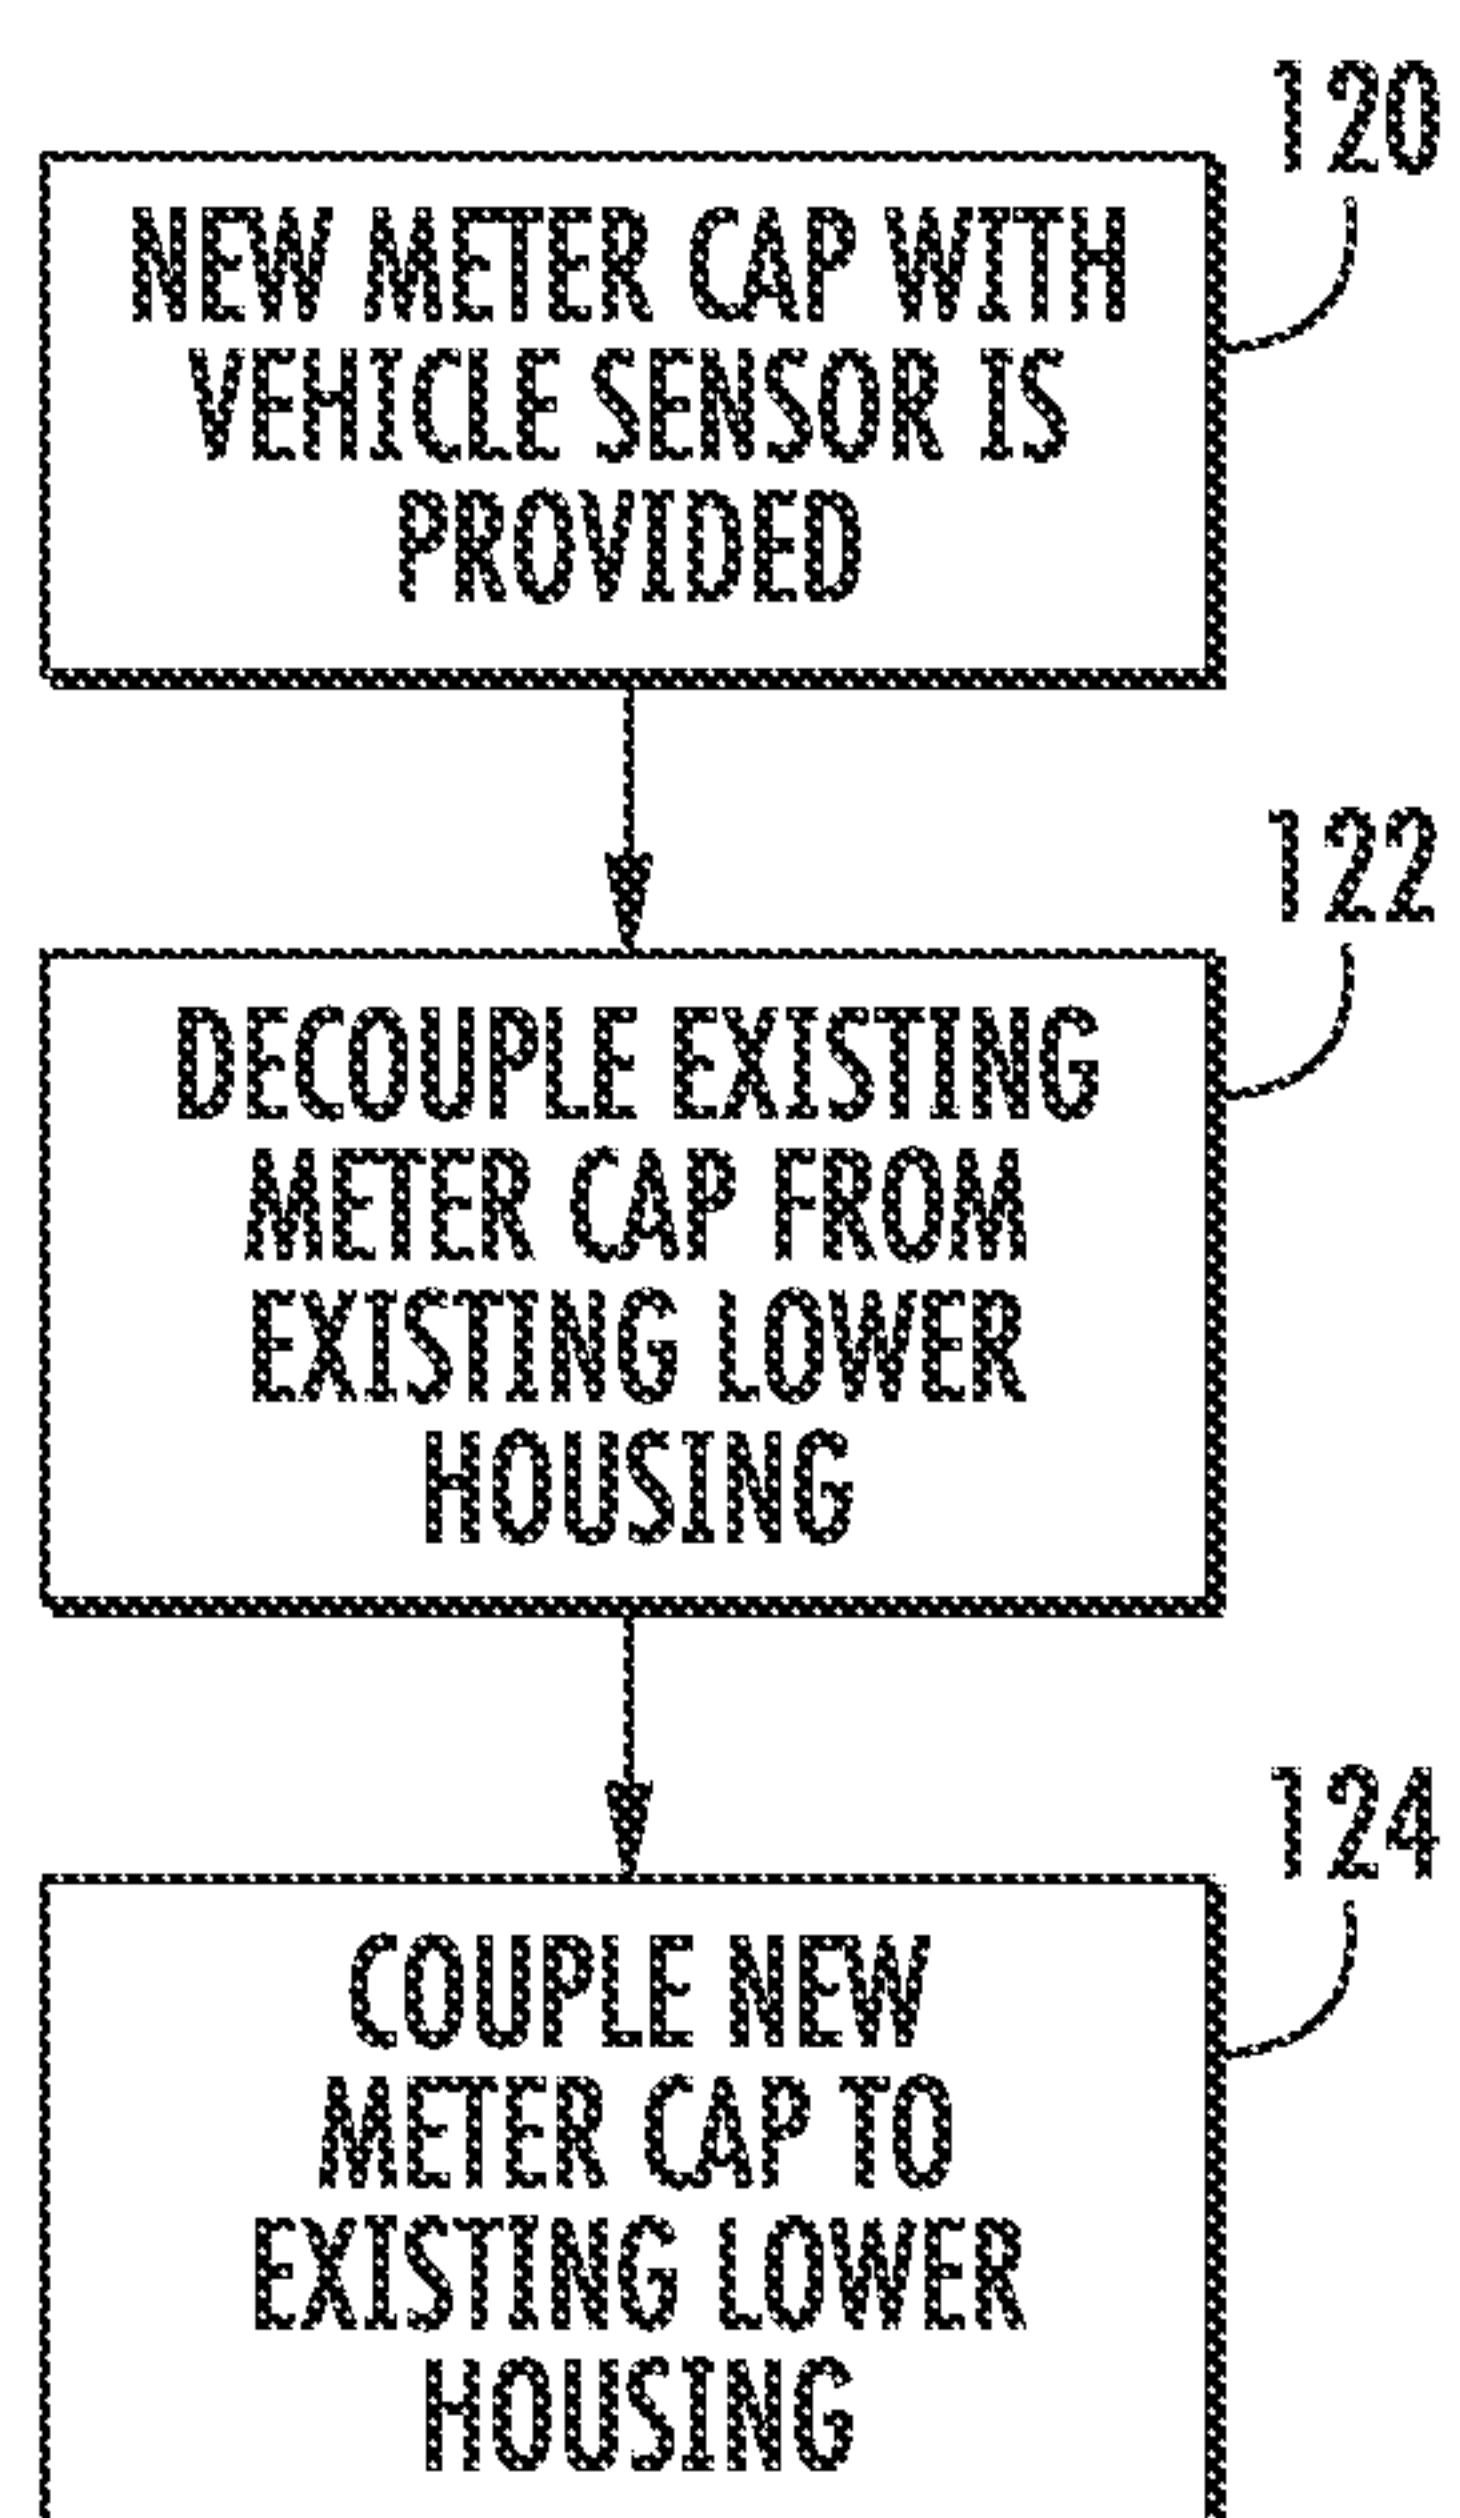 120
NEW METER CAP WITH
VEHICLE SENSOR IS
PROVIDED
122
DECOUPLE EXISTING
METER CAP FROM
EXISTING LOWER
HOUSING
124
COUPLE NEW
METER CAP TO
EXISTING LOWER
HOUSING